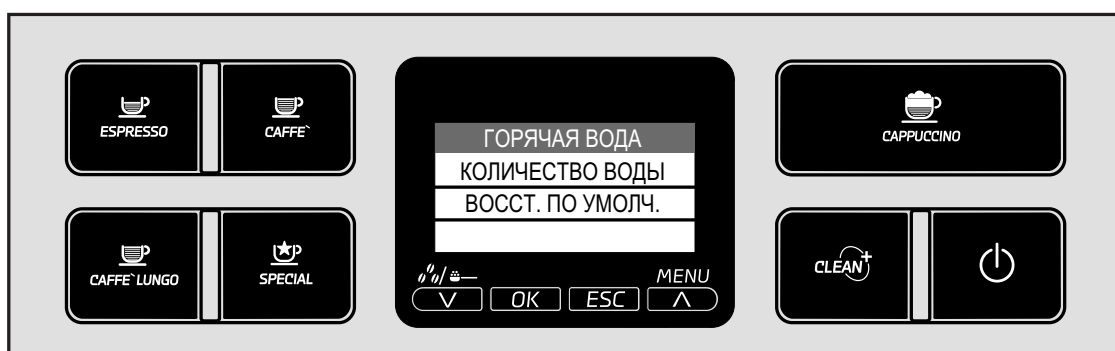 ESPRESSO
CAFFE`
CAFFE`LUNGO
SPECIAL
ГОРЯЧАЯ ВОДА
КОЛИЧЕСТВО ВОДЫ
ВОССТ. ПО УМОЛЧ.
MENU
OK
ESC
CAPPUCCINO
CLEAN+